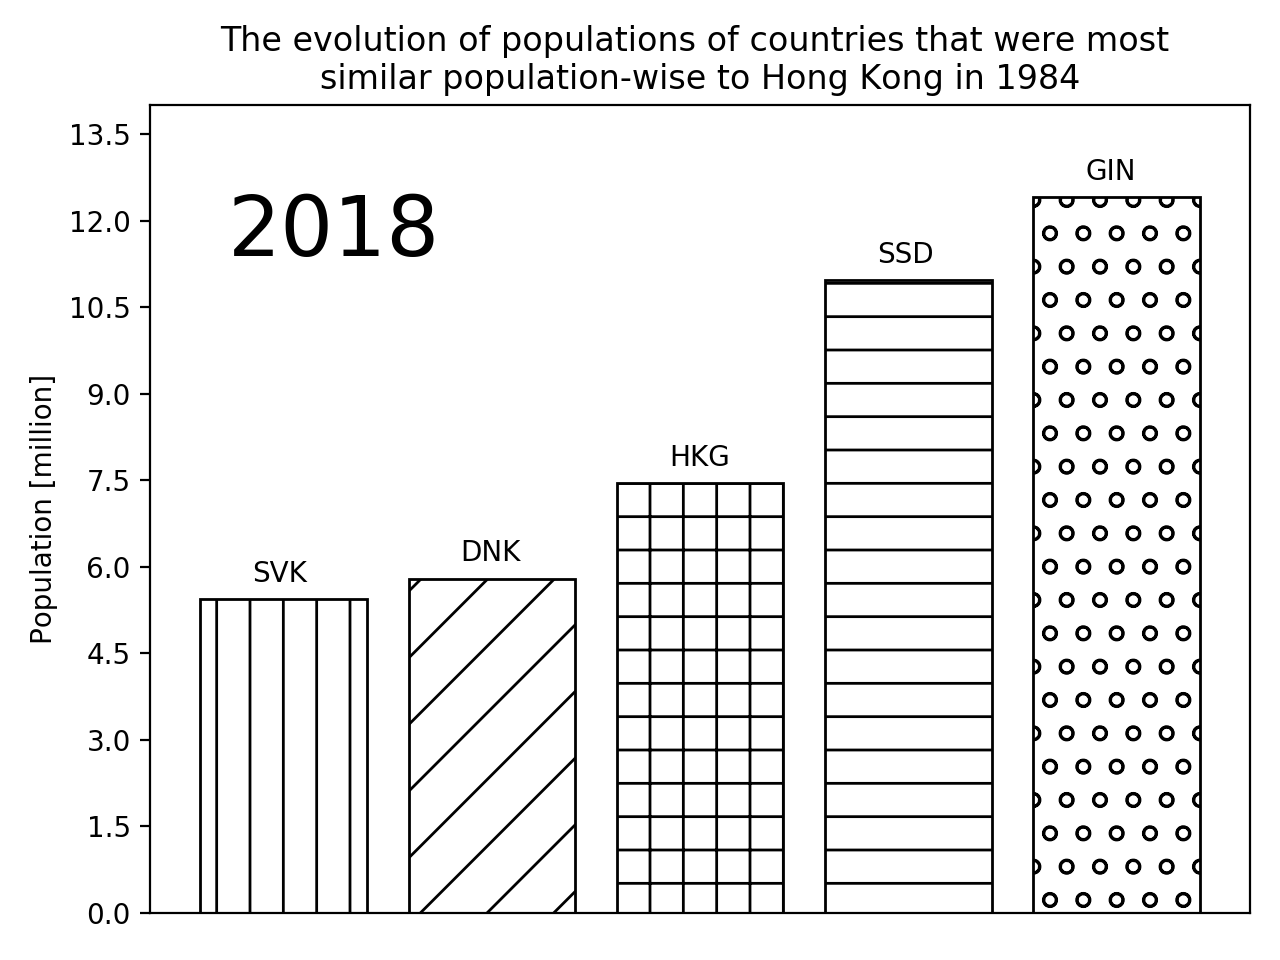 The evolution of populations of countries that were most
similar population-wise to Hong Kong in 1984
13.5
12.0
10.5
9.0
7.5
6.0
4.5
3.0
1.5
0.0
Population [million]
2018
SVK
DNK
HKG
SSD
GIN